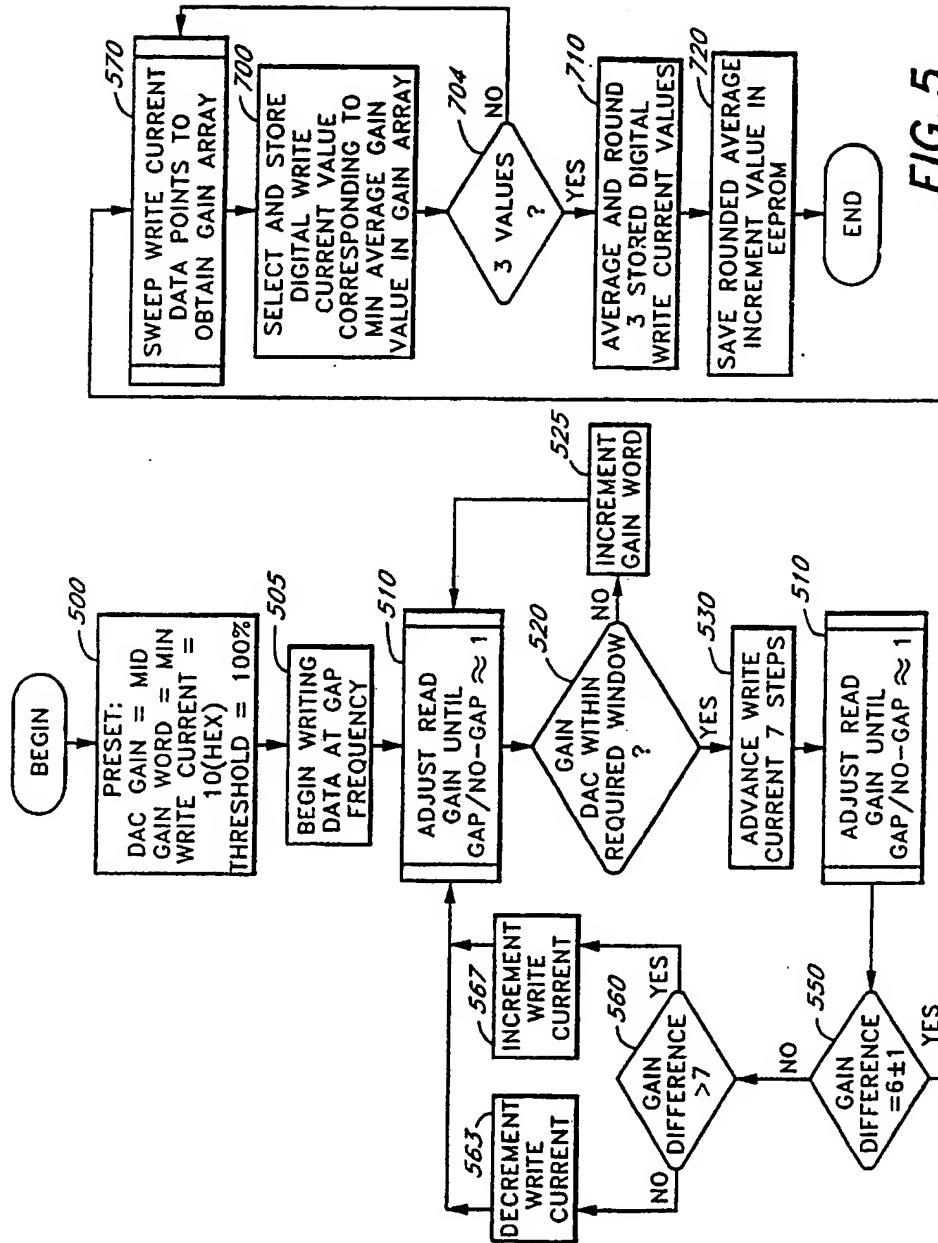 BEGIN
500
PRESET:
DAC GAIN = MID
GAIN WORD = MIN
WRITE CURRENT =
10(HEX)
THRESHOLD = 100%
505
BEGIN WRITING
DATA AT GAP
FREQUENCY
510
ADJUST READ
GAIN UNTIL
GAP/NO-GAP ≈ 1
520
GAIN
DAC WITHIN
REQUIRED WINDOW
?
NO
525
INCREMENT
GAIN WORD
YES
530
ADVANCE WRITE
CURRENT 7 STEPS
510
ADJUST READ
GAIN UNTIL
GAP/NO-GAP ≈ 1
550
GAIN
DIFFERENCE
=6±1
YES
NO
560
GAIN
DIFFERENCE
>7
NO
YES
563
DECREMENT
WRITE
CURRENT
567
INCREMENT
WRITE
CURRENT
570
SWEEP WRITE CURRENT
DATA POINTS TO
OBTAIN GAIN ARRAY
700
SELECT AND STORE
DIGITAL WRITE
CURRENT VALUE
CORRESPONDING TO
MIN AVERAGE GAIN
VALUE IN GAIN ARRAY
704
3 VALUES
?
NO
YES
710
AVERAGE AND ROUND
3 STORED DIGITAL
WRITE CURRENT VALUES
720
SAVE ROUNDED AVERAGE
INCREMENT VALUE IN
EEPROM
END
FIG. 5